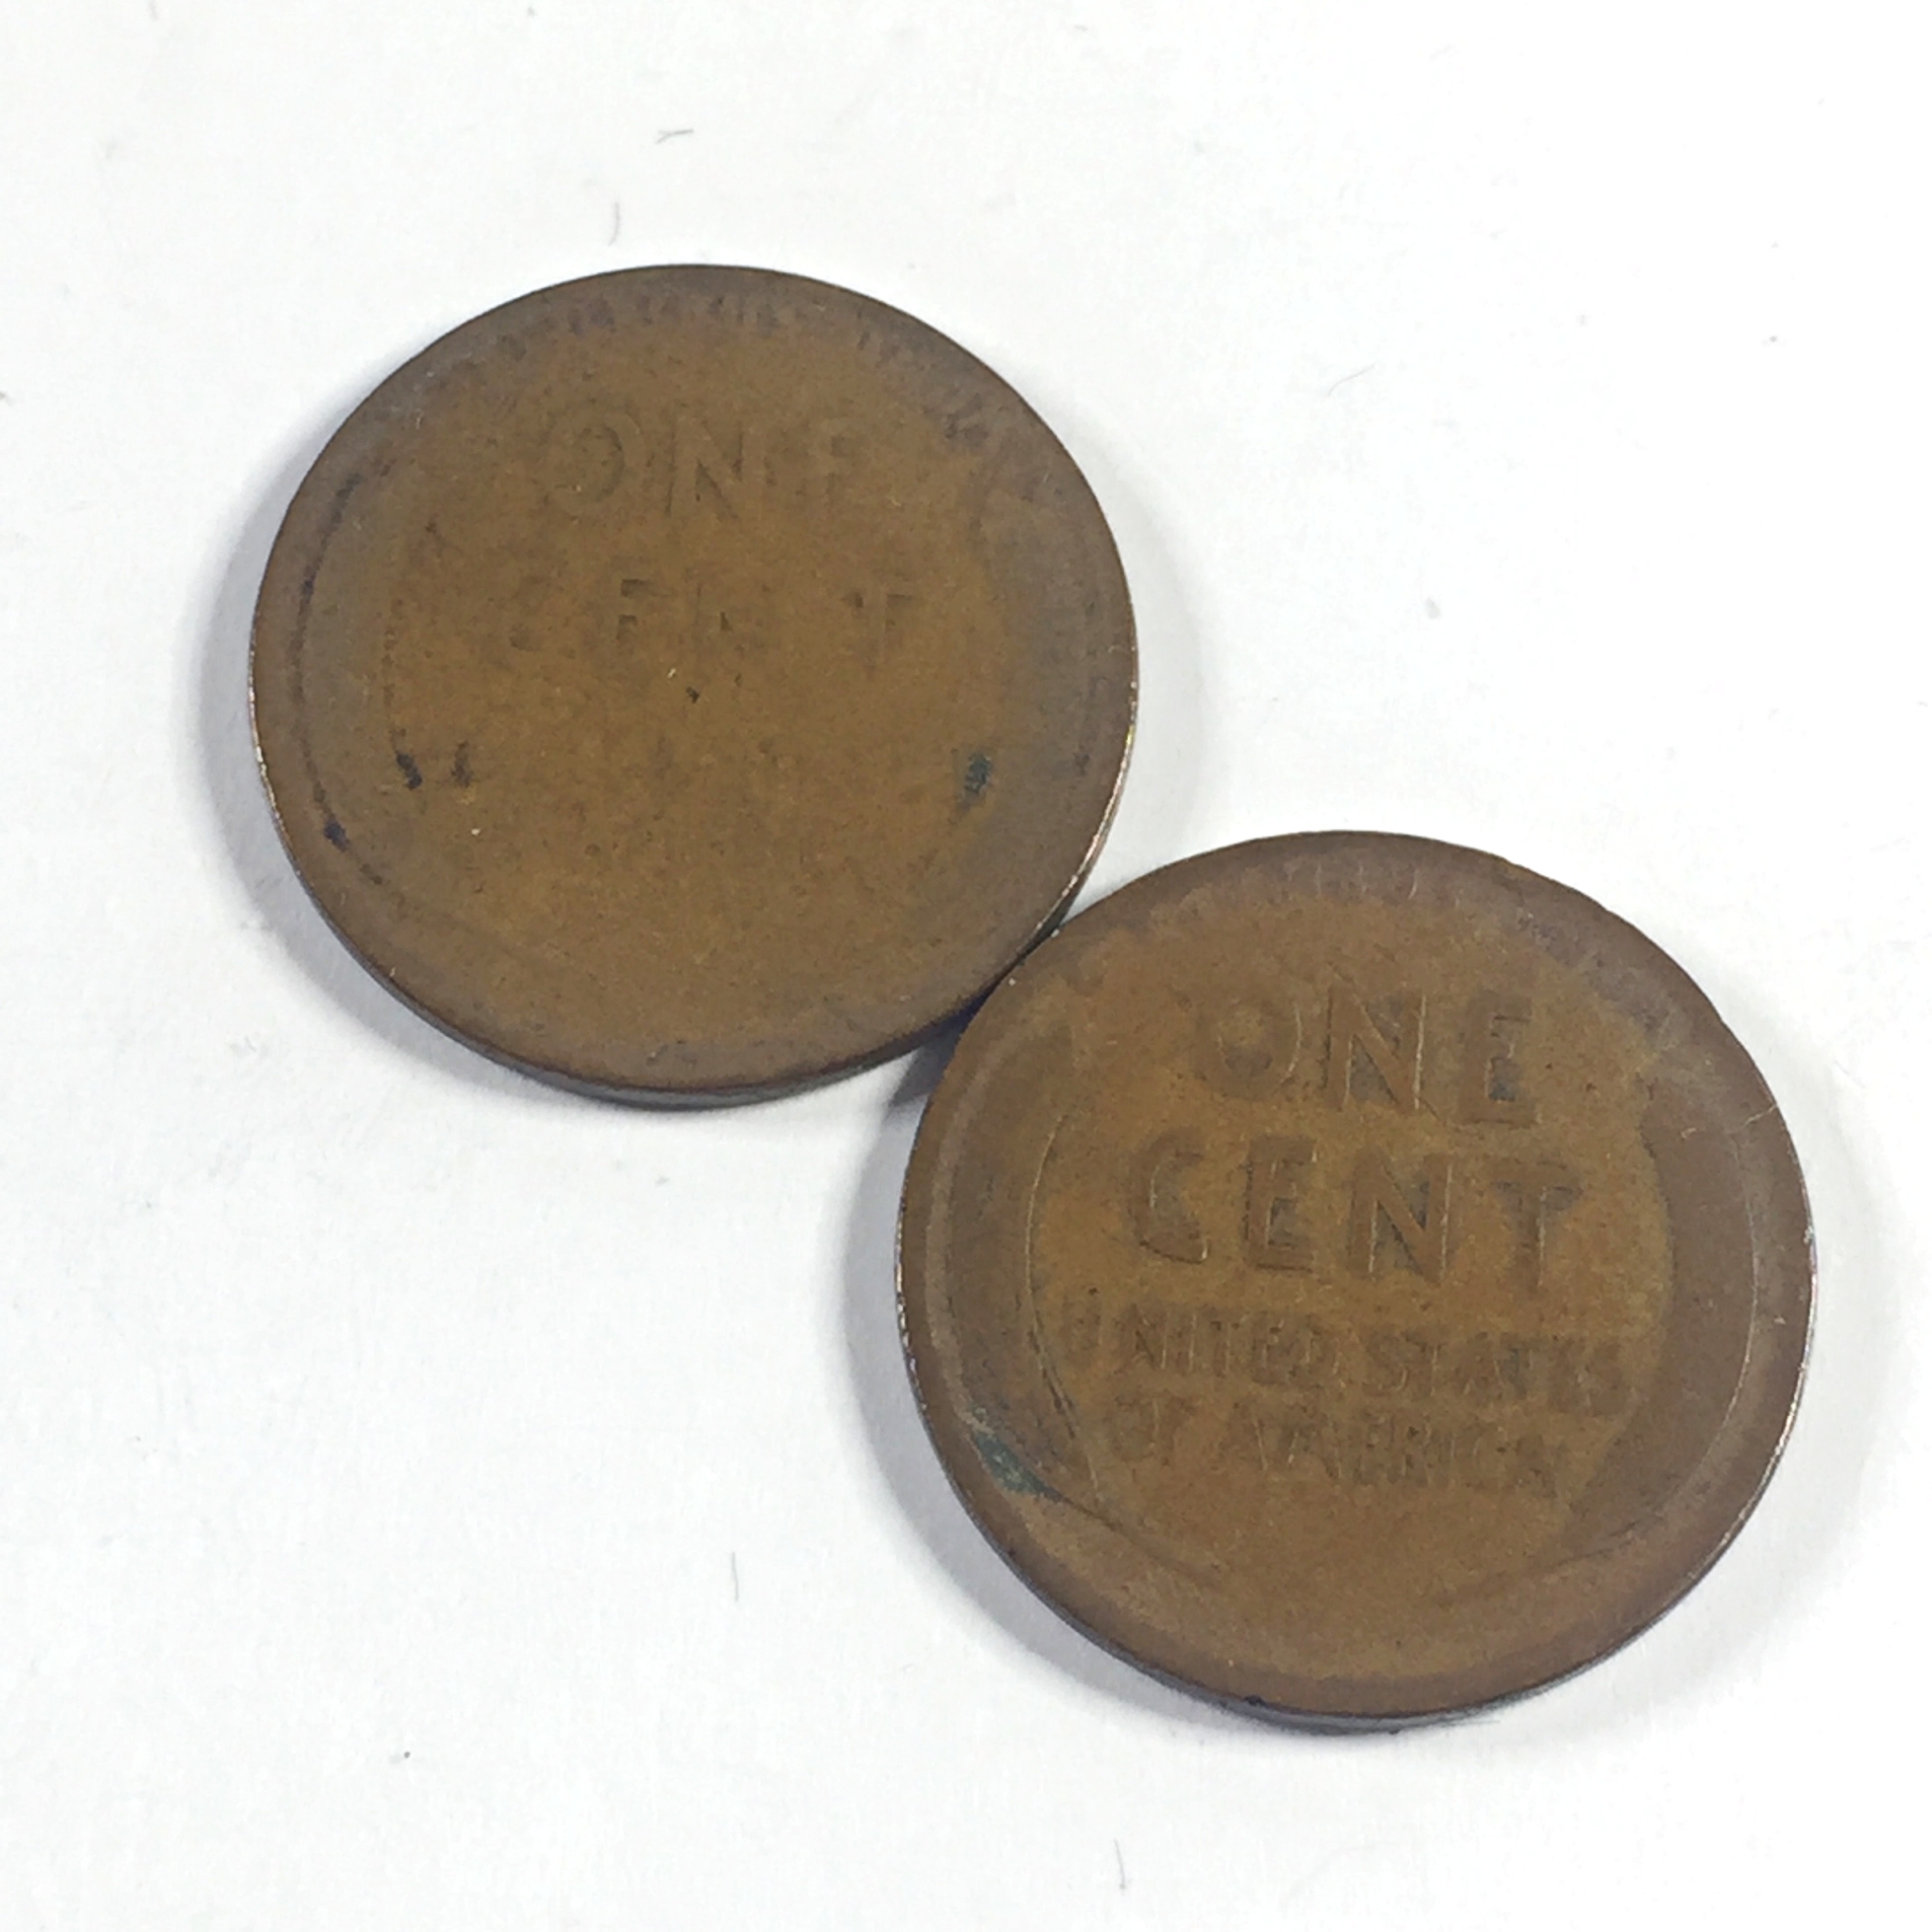 ONE
CENT
ONE
CENT
UNITED STATES
OF AMERICA